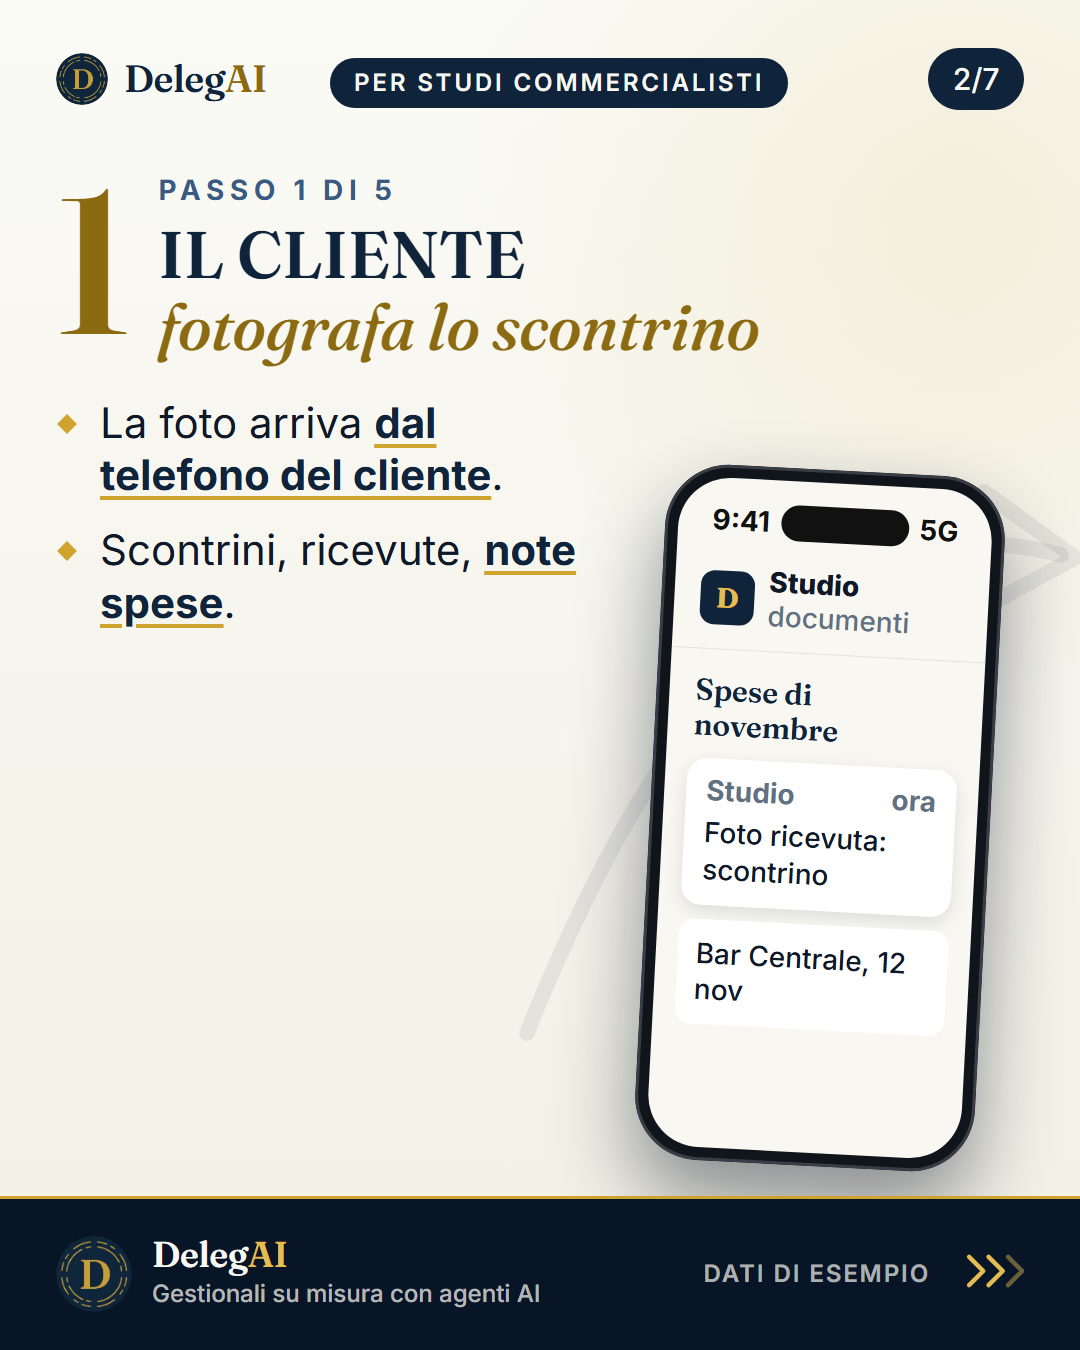 D DelegAI
PER STUDI COMMERCIALISTI
2/7
1
PASSO 1 DI 5
IL CLIENTE
fotografa lo scontrino
La foto arriva dal
telefono del cliente.
Scontrini, ricevute, note
spese.
9:41 5G
D
Studio
documenti
Spese di
novembre
Studio ora
Foto ricevuta:
scontrino
Bar Centrale, 12
nov
D
DelegAI
Gestionali su misura con agenti AI
DATI DI ESEMPIO